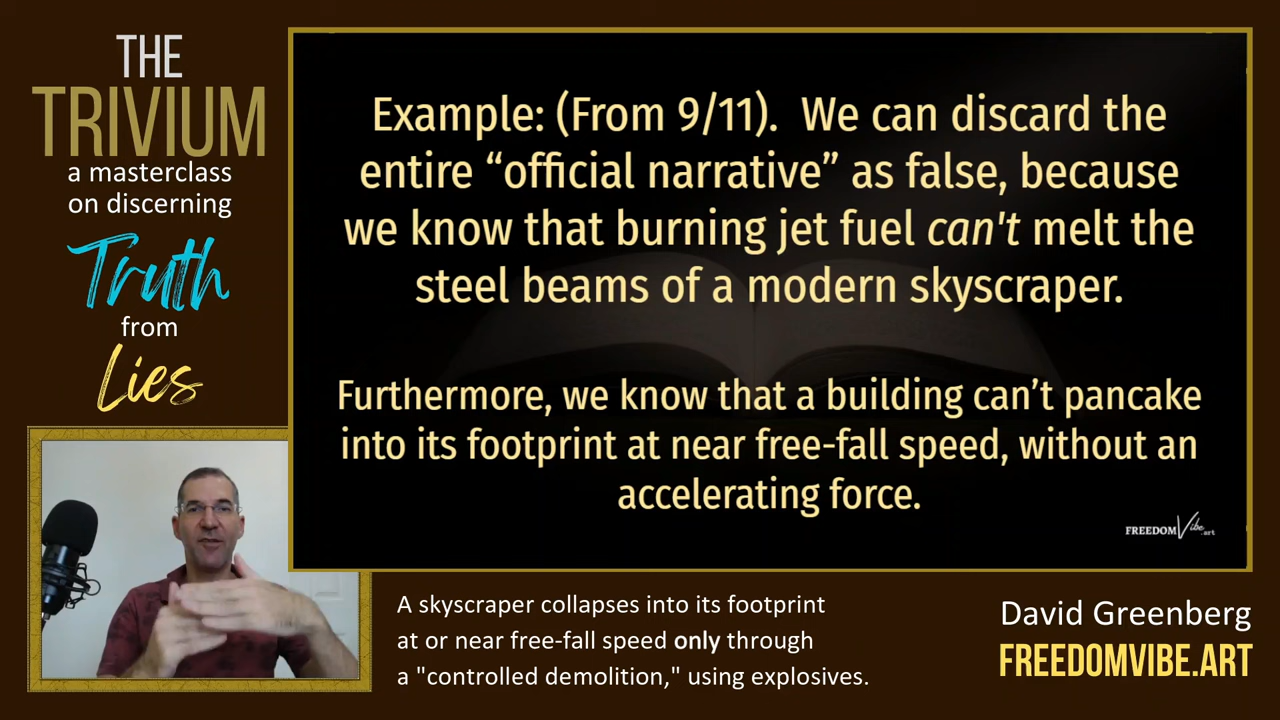 THE
TRIVIUM
a masterclass
on discerning
Truth
from
Lies
Example: (From 9/11).  We can discard the
entire “official narrative” as false, because
we know that burning jet fuel can't melt the
steel beams of a modern skyscraper.
Furthermore, we know that a building can’t pancake
into its footprint at near free-fall speed, without an
accelerating force.
FREEDOMVibe.art
A skyscraper collapses into its footprint
at or near free-fall speed only through
a "controlled demolition," using explosives.
David Greenberg
FREEDOMVIBE.ART